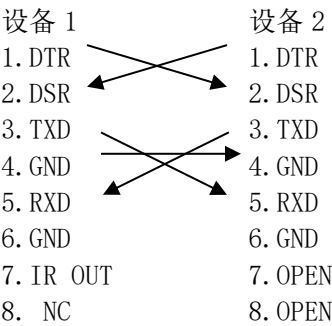 设备 1 设备 2
1.DTR 1.DTR
2.DSR 2.DSR
3.TXD 3.TXD
4.GND 4.GND
5.RXD 5.RXD
6.GND 6.GND
7.IR OUT 7.OPEN
8. NC 8.OPEN